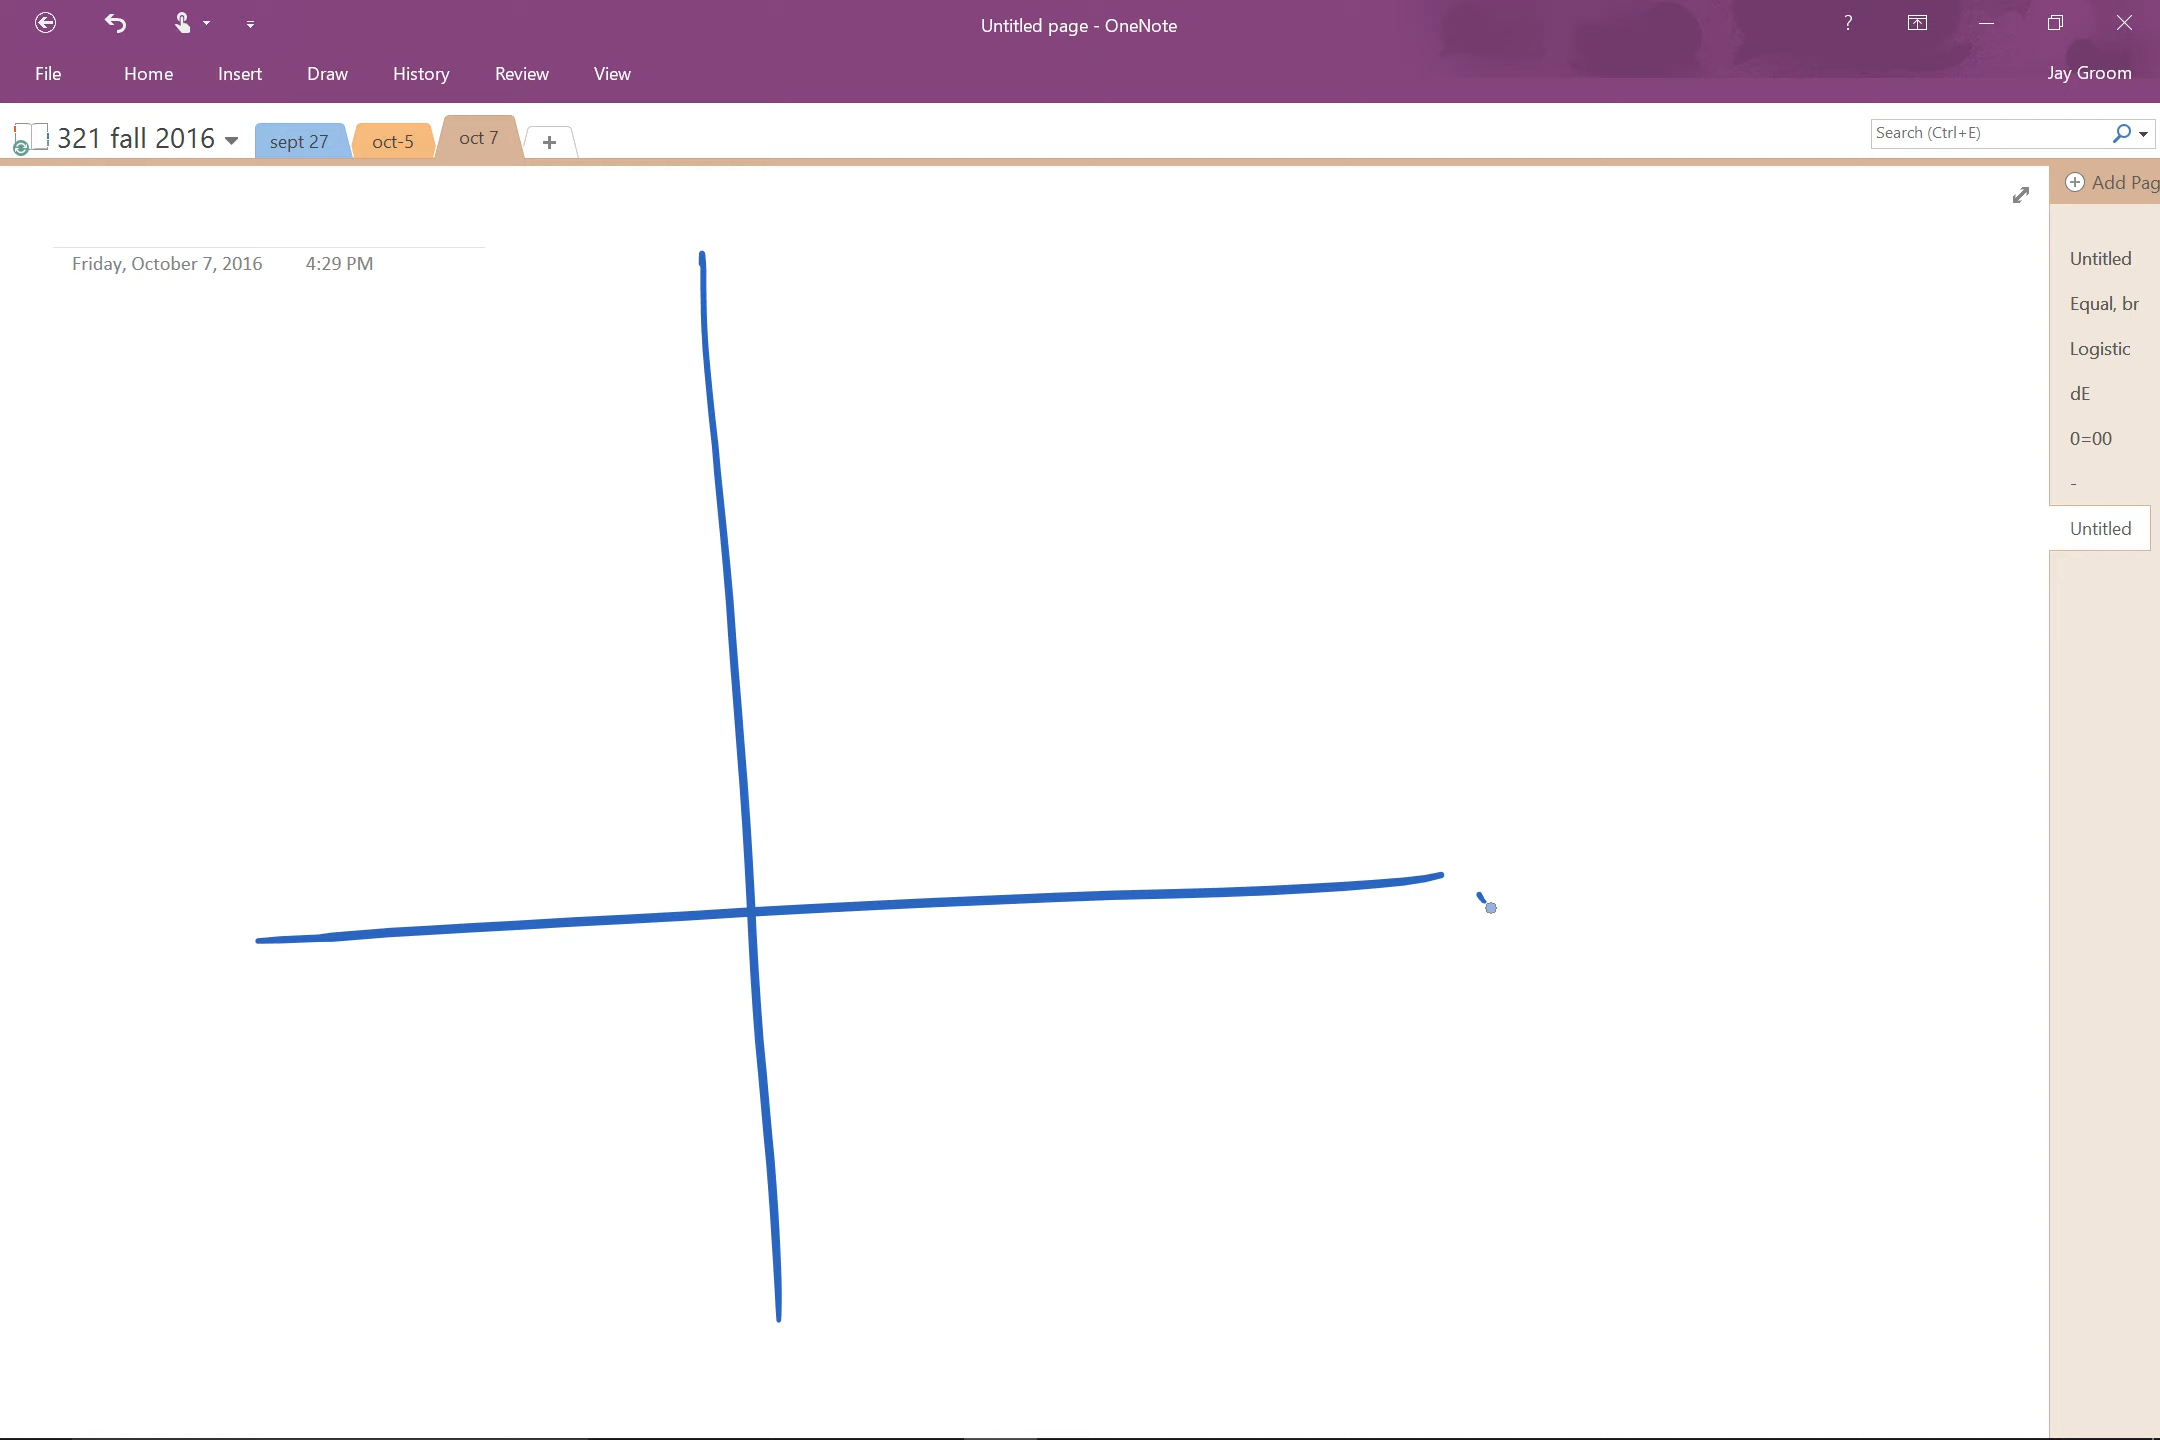 Untitled page - OneNote
?
File Home Insert Draw History Review View
Jay Groom
321 fall 2016
sept 27
oct-5
oct 7
+
Search (Ctrl+E)
Add Pag
Friday, October 7, 2016 4:29 PM
Untitled
Equal, br
Logistic
dE
0=00
-
Untitled